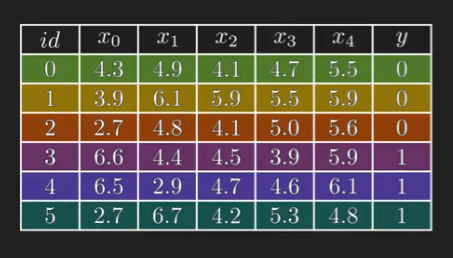 id x₀ x₁ x₂ x₃ x₄ y
0 4.3 4.9 4.1 4.7 5.5 0
1 3.9 6.1 5.9 5.5 5.9 0
2 2.7 4.8 4.1 5.0 5.6 0
3 6.6 4.4 4.5 3.9 5.9 1
4 6.5 2.9 4.7 4.6 6.1 1
5 2.7 6.7 4.2 5.3 4.8 1